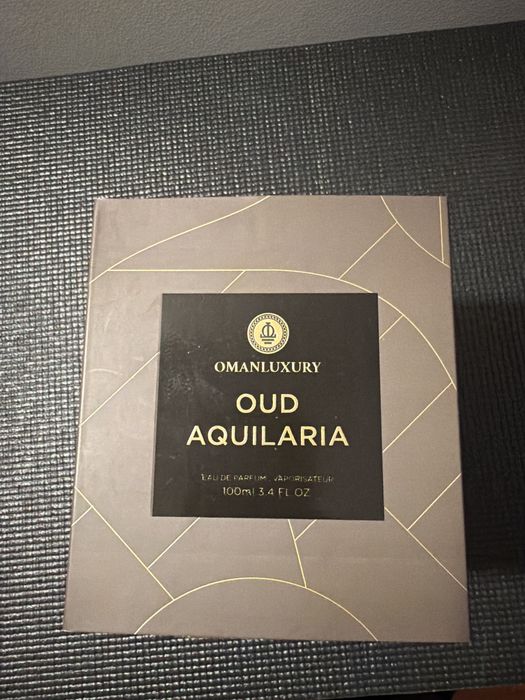 OMANLUXURY
OUD
AQUILARIA
EAU DE PARFUM . VAPORISATEUR
100ml 3.4 FL OZ